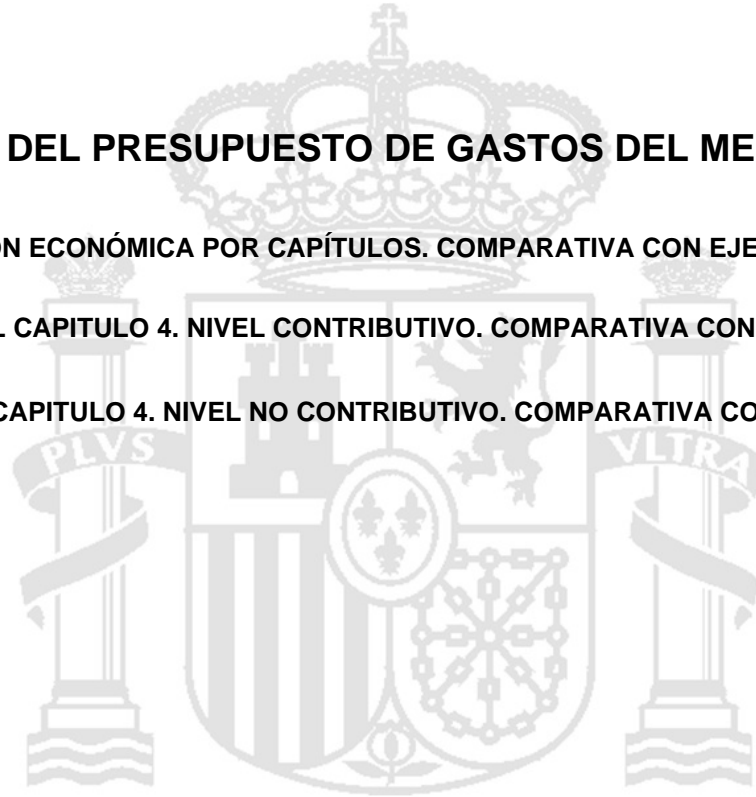 DEL PRESUPUESTO DE GASTOS DEL ME
ÓN ECONÓMICA POR CAPÍTULOS. COMPARATIVA CON EJE
L CAPITULO 4. NIVEL CONTRIBUTIVO. COMPARATIVA CON
CAPITULO 4. NIVEL NO CONTRIBUTIVO. COMPARATIVA CO
PLVS
VLTRA